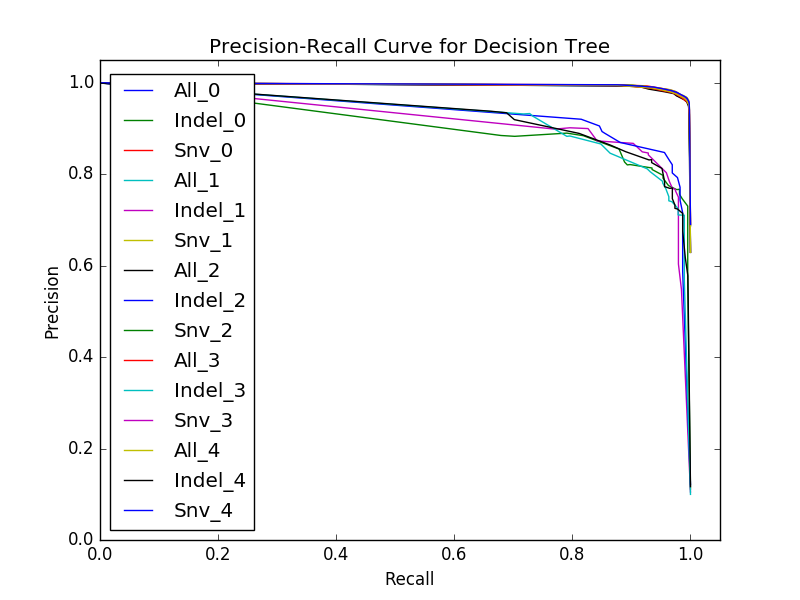 Precision-Recall Curve for Decision Tree
Precision
1.0
0.8
0.6
0.4
0.2
0.0
All_0
Indel_0
Snv_0
All_1
Indel_1
Snv_1
All_2
Indel_2
Snv_2
All_3
Indel_3
Snv_3
All_4
Indel_4
Snv_4
0.0 0.2 0.4 0.6 0.8 1.0
Recall